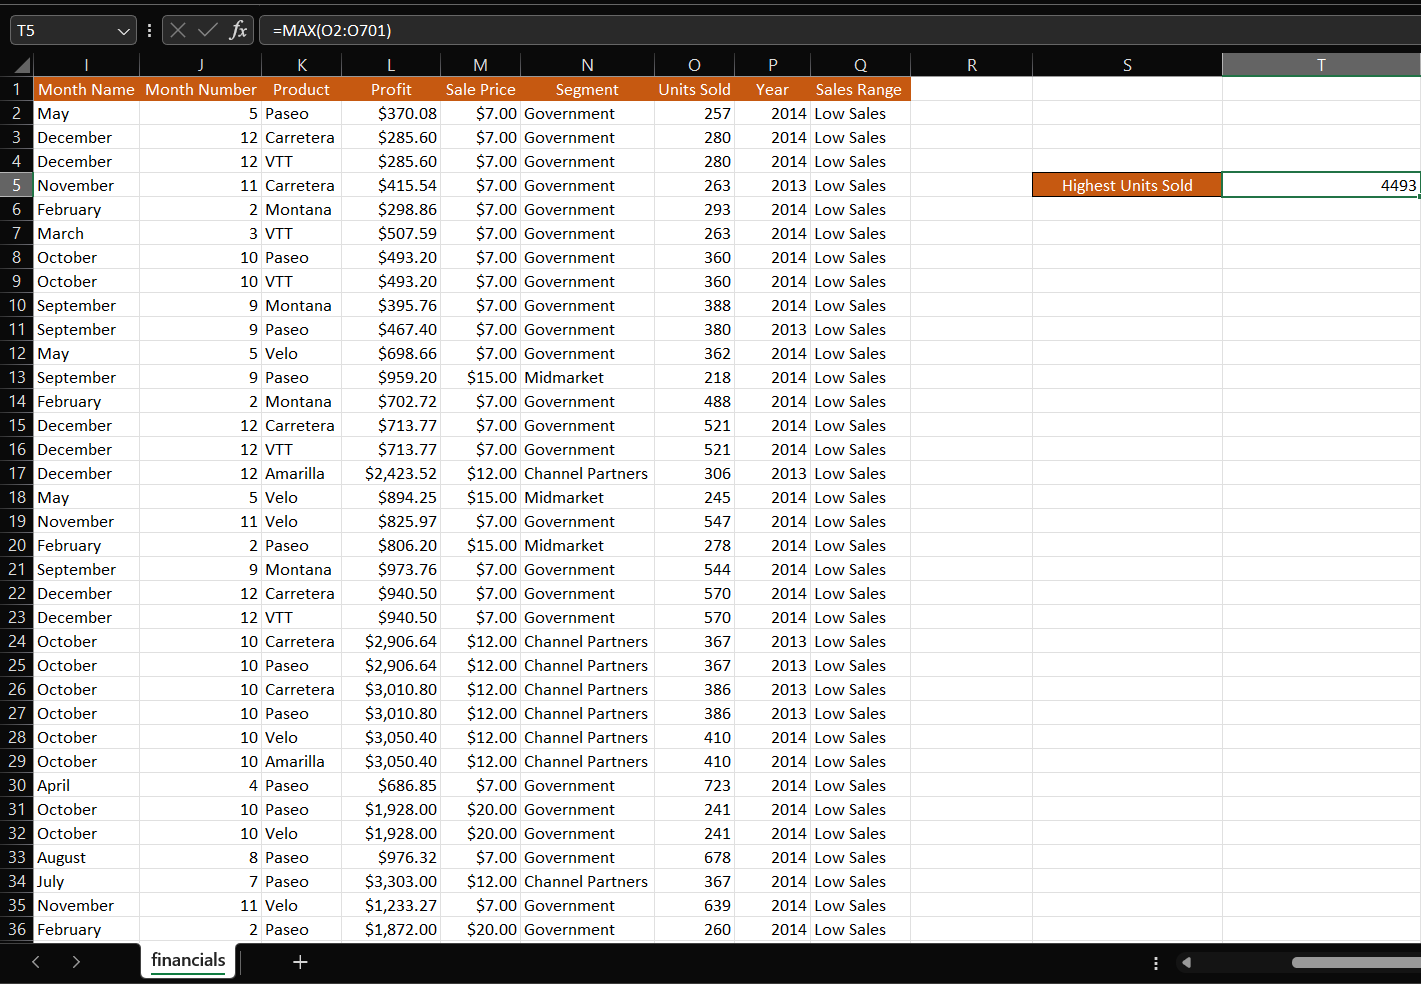 T5 fx =MAX(O2:O701)
I J K L M N O P Q R S T
1 Month Name Month Number Product Profit Sale Price Segment Units Sold Year Sales Range
2 May 5 Paseo $370.08 $7.00 Government 257 2014 Low Sales
3 December 12 Carretera $285.60 $7.00 Government 280 2014 Low Sales
4 December 12 VTT $285.60 $7.00 Government 280 2014 Low Sales
5 November 11 Carretera $415.54 $7.00 Government 263 2013 Low Sales Highest Units Sold 4493
6 February 2 Montana $298.86 $7.00 Government 293 2014 Low Sales
7 March 3 VTT $507.59 $7.00 Government 263 2014 Low Sales
8 October 10 Paseo $493.20 $7.00 Government 360 2014 Low Sales
9 October 10 VTT $493.20 $7.00 Government 360 2014 Low Sales
10 September 9 Montana $395.76 $7.00 Government 388 2014 Low Sales
11 September 9 Paseo $467.40 $7.00 Government 380 2013 Low Sales
12 May 5 Velo $698.66 $7.00 Government 362 2014 Low Sales
13 September 9 Paseo $959.20 $15.00 Midmarket 218 2014 Low Sales
14 February 2 Montana $702.72 $7.00 Government 488 2014 Low Sales
15 December 12 Carretera $713.77 $7.00 Government 521 2014 Low Sales
16 December 12 VTT $713.77 $7.00 Government 521 2014 Low Sales
17 December 12 Amarilla $2,423.52 $12.00 Channel Partners 306 2013 Low Sales
18 May 5 Velo $894.25 $15.00 Midmarket 245 2014 Low Sales
19 November 11 Velo $825.97 $7.00 Government 547 2014 Low Sales
20 February 2 Paseo $806.20 $15.00 Midmarket 278 2014 Low Sales
21 September 9 Montana $973.76 $7.00 Government 544 2014 Low Sales
22 December 12 Carretera $940.50 $7.00 Government 570 2014 Low Sales
23 December 12 VTT $940.50 $7.00 Government 570 2014 Low Sales
24 October 10 Carretera $2,906.64 $12.00 Channel Partners 367 2013 Low Sales
25 October 10 Paseo $2,906.64 $12.00 Channel Partners 367 2013 Low Sales
26 October 10 Carretera $3,010.80 $12.00 Channel Partners 386 2013 Low Sales
27 October 10 Paseo $3,010.80 $12.00 Channel Partners 386 2013 Low Sales
28 October 10 Velo $3,050.40 $12.00 Channel Partners 410 2014 Low Sales
29 October 10 Amarilla $3,050.40 $12.00 Channel Partners 410 2014 Low Sales
30 April 4 Paseo $686.85 $7.00 Government 723 2014 Low Sales
31 October 10 Paseo $1,928.00 $20.00 Government 241 2014 Low Sales
32 October 10 Velo $1,928.00 $20.00 Government 241 2014 Low Sales
33 August 8 Paseo $976.32 $7.00 Government 678 2014 Low Sales
34 July 7 Paseo $3,303.00 $12.00 Channel Partners 367 2014 Low Sales
35 November 11 Velo $1,233.27 $7.00 Government 639 2014 Low Sales
36 February 2 Paseo $1,872.00 $20.00 Government 260 2014 Low Sales
financials